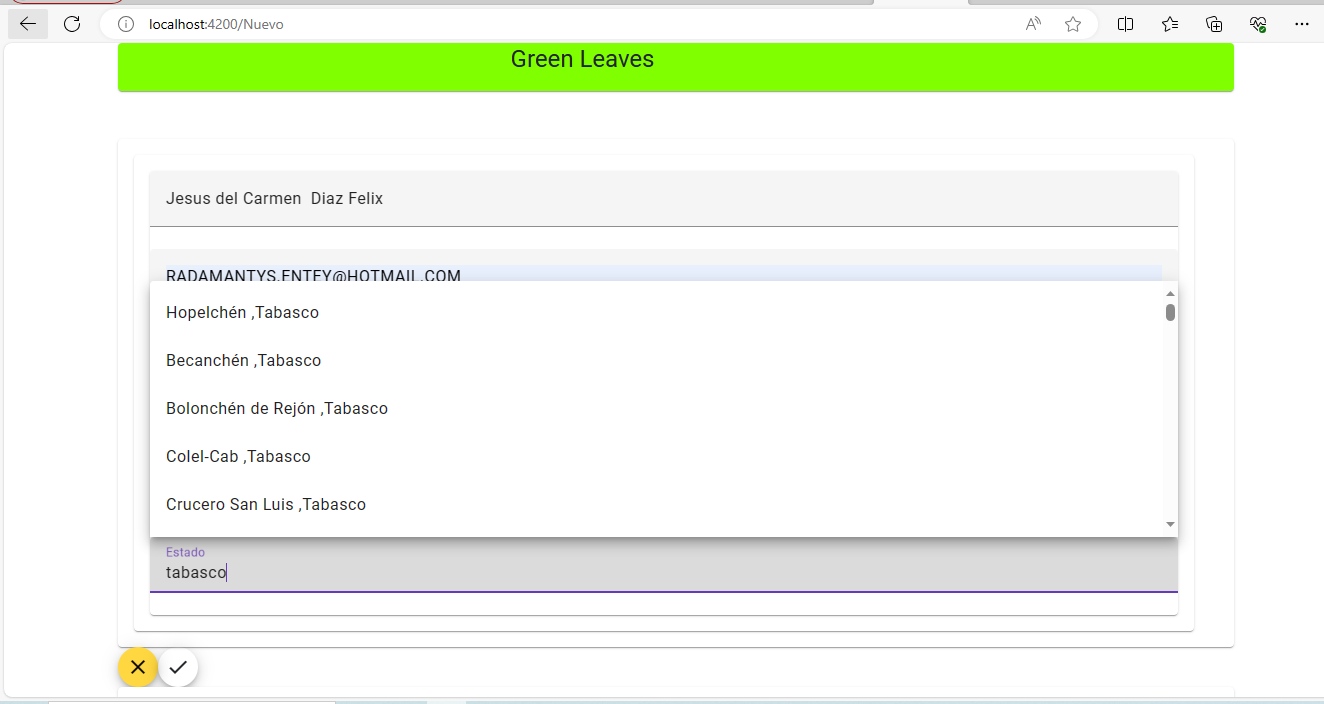 localhost:4200/Nuevo
Green Leaves
Jesus del Carmen  Diaz Felix
RADAMANTYS.ENTEY@HOTMAIL.COM
Hopelchén ,Tabasco
Becanchén ,Tabasco
Bolonchén de Rejón ,Tabasco
Colel-Cab ,Tabasco
Crucero San Luis ,Tabasco
Estado
tabasco